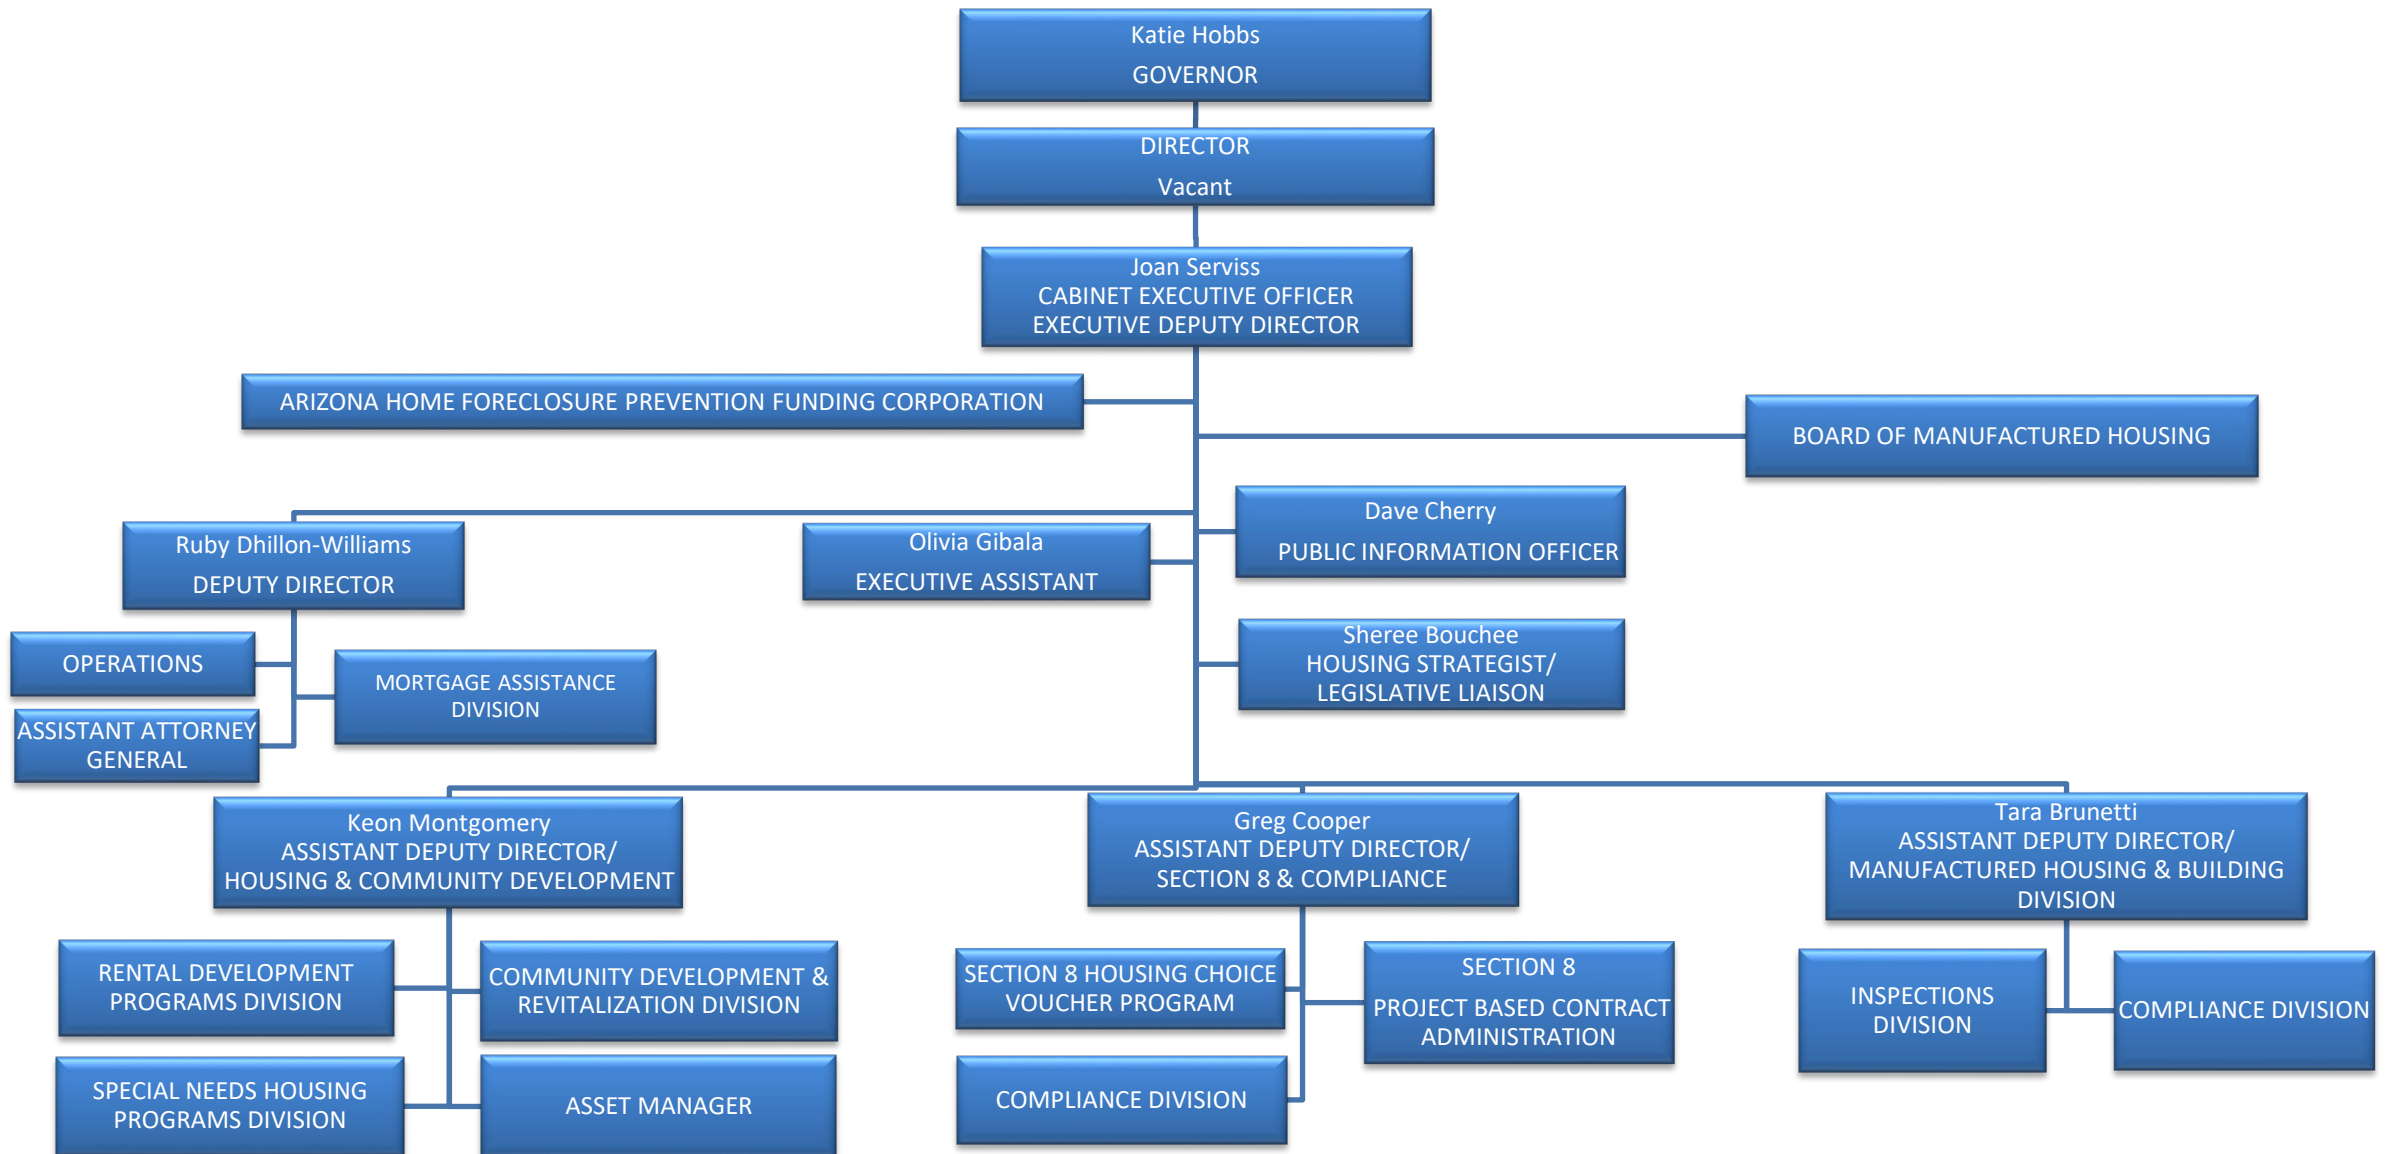 Katie Hobbs
GOVERNOR
DIRECTOR
Vacant
Joan Serviss
CABINET EXECUTIVE OFFICER
EXECUTIVE DEPUTY DIRECTOR
ARIZONA HOME FORECLOSURE PREVENTION FUNDING CORPORATION
BOARD OF MANUFACTURED HOUSING
Ruby Dhillon-Williams
DEPUTY DIRECTOR
Olivia Gibala
EXECUTIVE ASSISTANT
Dave Cherry
PUBLIC INFORMATION OFFICER
OPERATIONS
MORTGAGE ASSISTANCE
DIVISION
ASSISTANT ATTORNEY
GENERAL
Sheree Bouchee
HOUSING STRATEGIST/
LEGISLATIVE LIAISON
Keon Montgomery
ASSISTANT DEPUTY DIRECTOR/
HOUSING & COMMUNITY DEVELOPMENT
Greg Cooper
ASSISTANT DEPUTY DIRECTOR/
SECTION 8 & COMPLIANCE
Tara Brunetti
ASSISTANT DEPUTY DIRECTOR/
MANUFACTURED HOUSING & BUILDING
DIVISION
RENTAL DEVELOPMENT
PROGRAMS DIVISION
COMMUNITY DEVELOPMENT &
REVITALIZATION DIVISION
SPECIAL NEEDS HOUSING
PROGRAMS DIVISION
ASSET MANAGER
SECTION 8 HOUSING CHOICE
VOUCHER PROGRAM
SECTION 8
PROJECT BASED CONTRACT
ADMINISTRATION
COMPLIANCE DIVISION
INSPECTIONS
DIVISION
COMPLIANCE DIVISION